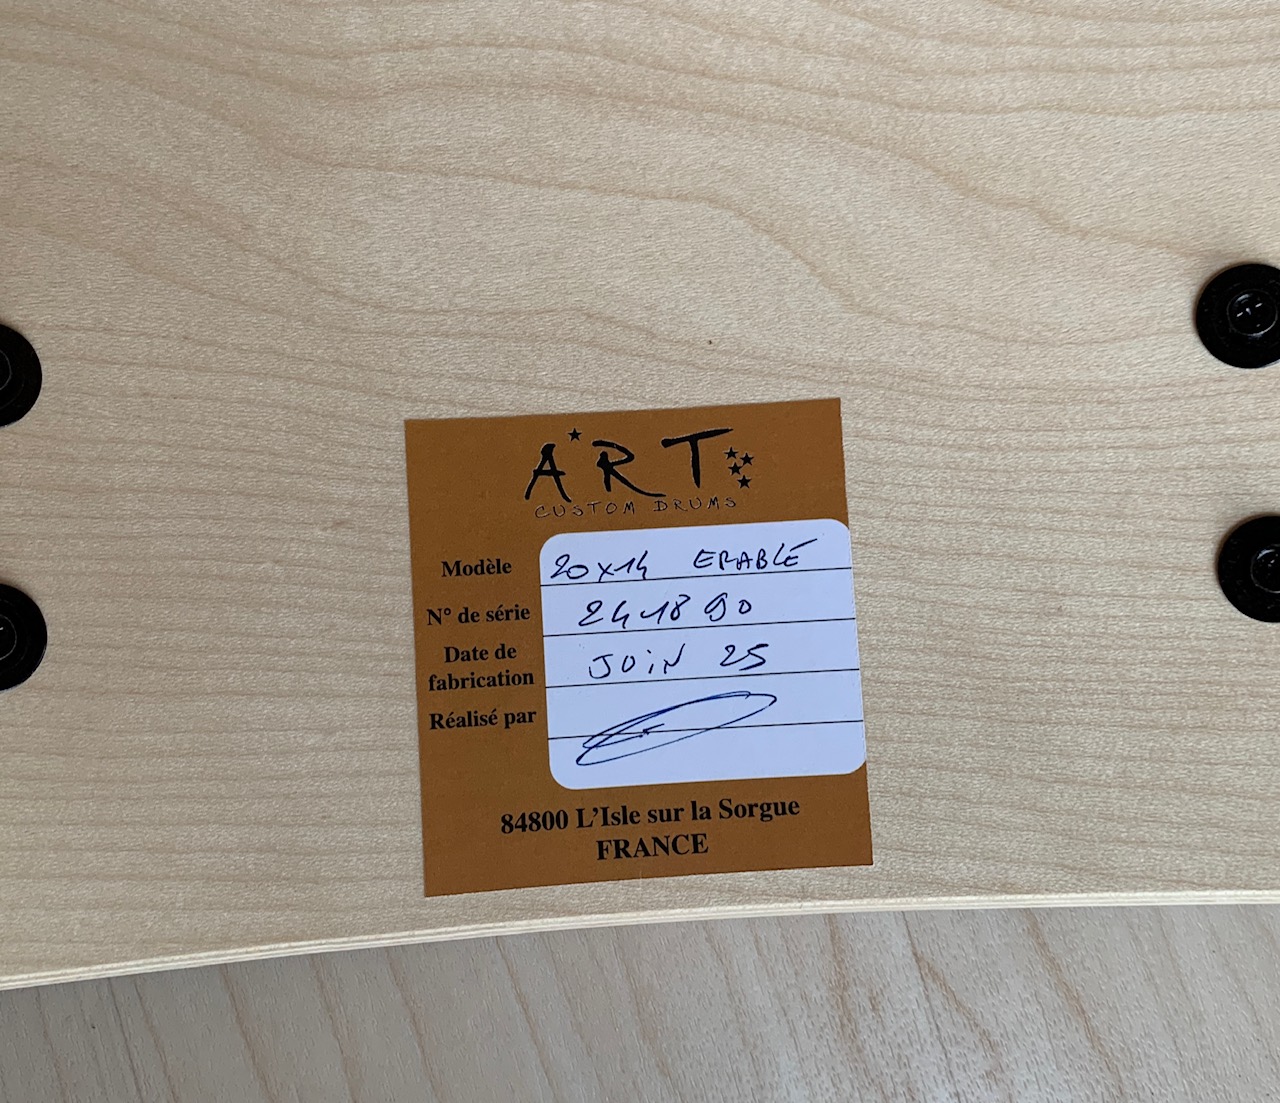 ART
CUSTOM DRUMS
Modèle 20x14 ERABLE
N° de série 241890
Date de fabrication JUIN 25
Réalisé par
84800 L'Isle sur la Sorgue
FRANCE